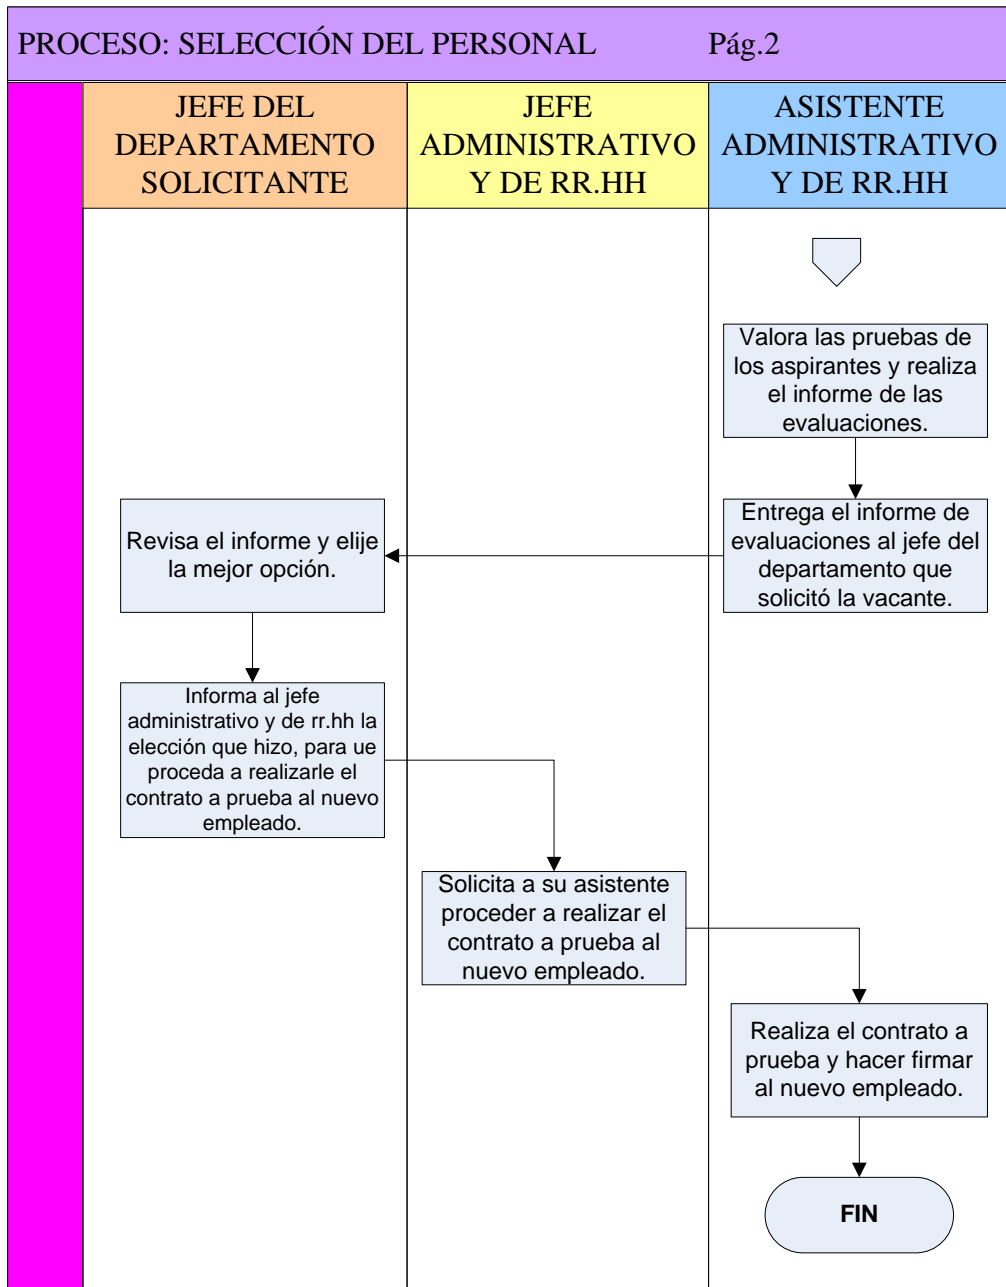 PROCESO: SELECCIÓN DEL PERSONAL Pág.2
JEFE DEL
DEPARTAMENTO
SOLICITANTE
JEFE
ADMINISTRATIVO
Y DE RR.HH
ASISTENTE
ADMINISTRATIVO
Y DE RR.HH
Valora las pruebas de
los aspirantes y realiza
el informe de las
evaluaciones.
Entrega el informe de
evaluaciones al jefe del
departamento que
solicitó la vacante.
Revisa el informe y elije
la mejor opción.
Informa al jefe
administrativo y de rr.hh la
elección que hizo, para ue
proceda a realizarle el
contrato a prueba al nuevo
empleado.
Solicita a su asistente
proceder a realizar el
contrato a prueba al
nuevo empleado.
Realiza el contrato a
prueba y hacer firmar
al nuevo empleado.
FIN